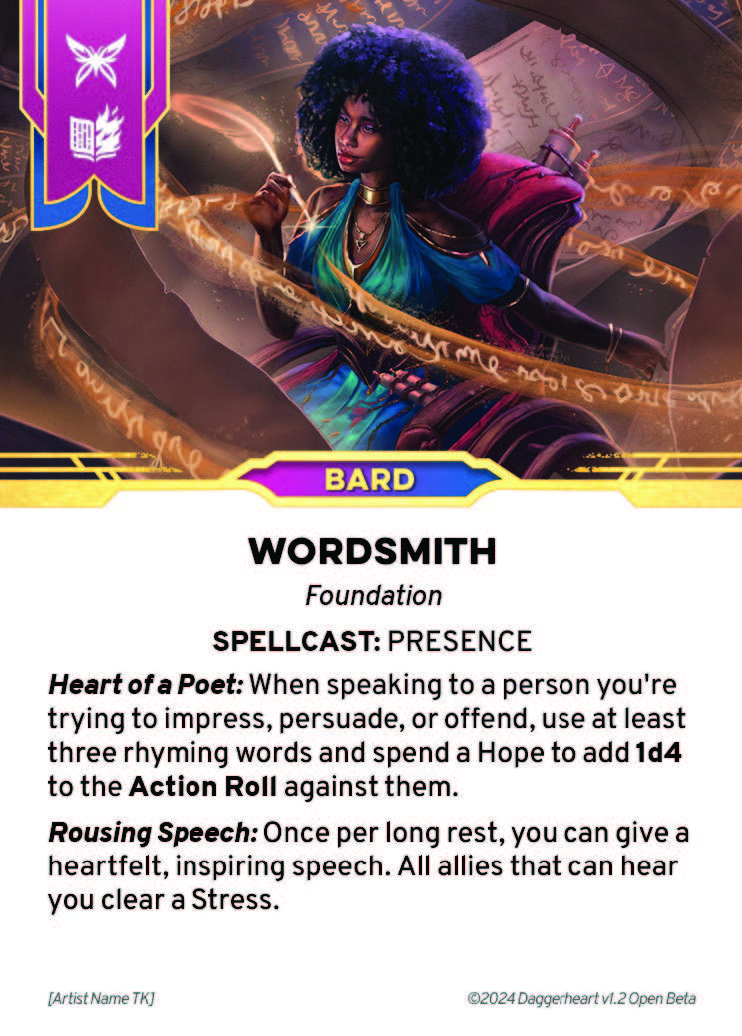 BARD
WORDSMITH
Foundation
SPELLCAST: PRESENCE
Heart of a Poet: When speaking to a person you're
trying to impress, persuade, or offend, use at least
three rhyming words and spend a Hope to add 1d4
to the Action Roll against them.
Rousing Speech: Once per long rest, you can give a
heartfelt, inspiring speech. All allies that can hear
you clear a Stress.
[Artist Name TK]
©2024 Daggerheart v1.2 Open Beta